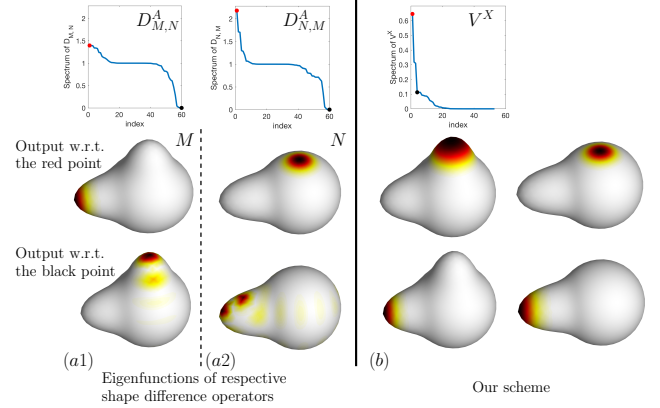 D^A_{M,N}
D^A_{N,M}
V^X
Spectrum of D_{M,N}
2
1.5
1
0.5
0
0 20 40 60
index
Spectrum of D_{N,M}
2
1.5
1
0.5
0
0 20 40 60
index
Spectrum of V^X
0.6
0.5
0.4
0.3
0.2
0.1
0
0 20 40 60
index
Output w.r.t.
the red point
M
N
Output w.r.t.
the black point
(a1)
(a2)
(b)
Eigenfunctions of respective
shape difference operators
Our scheme